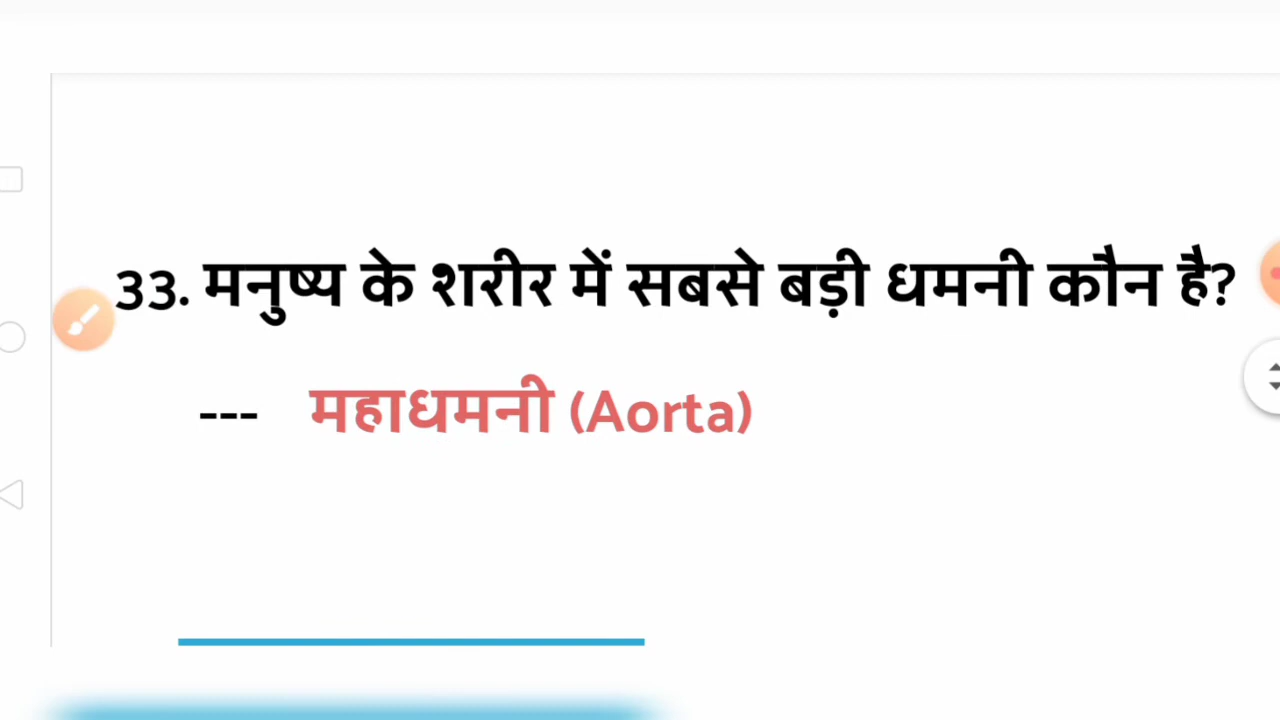 33. मनुष्य के शरीर में सबसे बड़ी धमनी कौन है?
--- महाधमनी (Aorta)